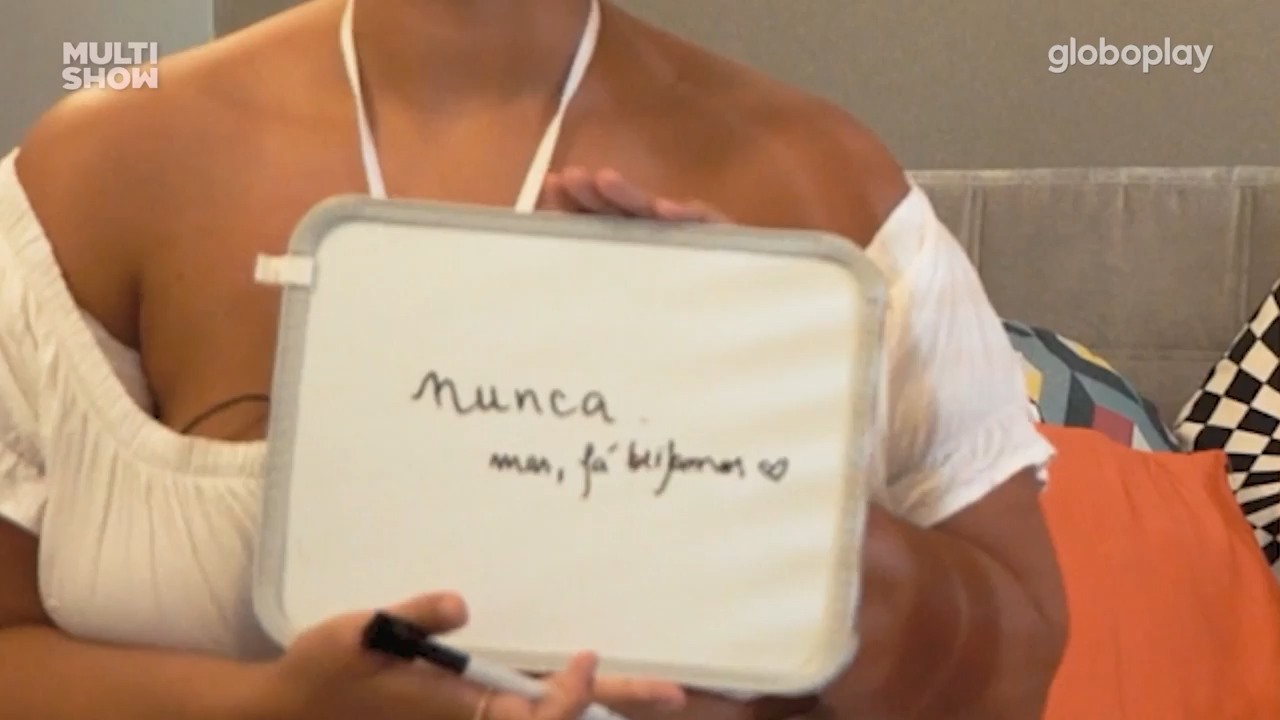 MULTI
SHOW
globoplay
nunca
mas, já beijamos ♡